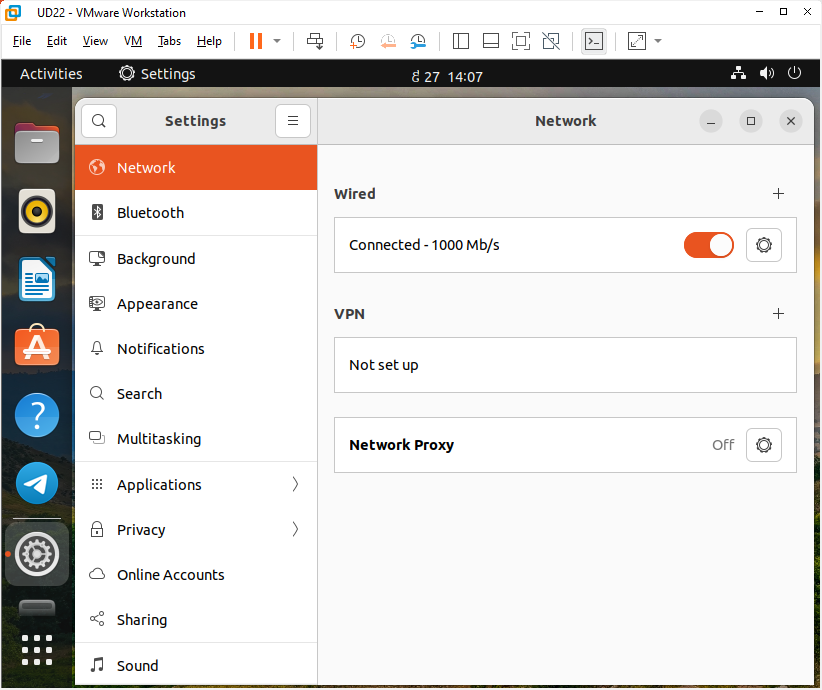 UD22 - VMware Workstation
File Edit View VM Tabs Help
Activities Settings 27 14:07
Settings
Network
Network
Bluetooth
Background
Appearance
Notifications
Search
Multitasking
Applications
Privacy
Online Accounts
Sharing
Sound
Wired
Connected - 1000 Mb/s
VPN
Not set up
Network Proxy Off